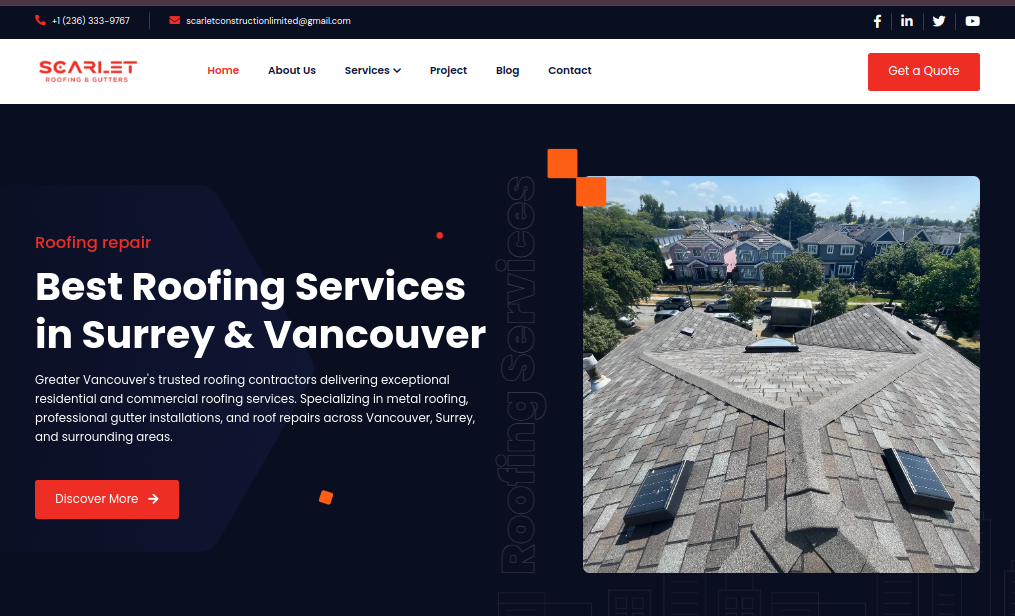 +1 (236) 333-9767
scarletconstructionlimited@gmail.com
SCARLET
ROOFING & GUTTERS
Home
About Us
Services
Project
Blog
Contact
Get a Quote
Roofing repair
Best Roofing Services
in Surrey & Vancouver
Greater Vancouver's trusted roofing contractors delivering exceptional
residential and commercial roofing services. Specializing in metal roofing,
professional gutter installations, and roof repairs across Vancouver, Surrey,
and surrounding areas.
Discover More
Roofing Services